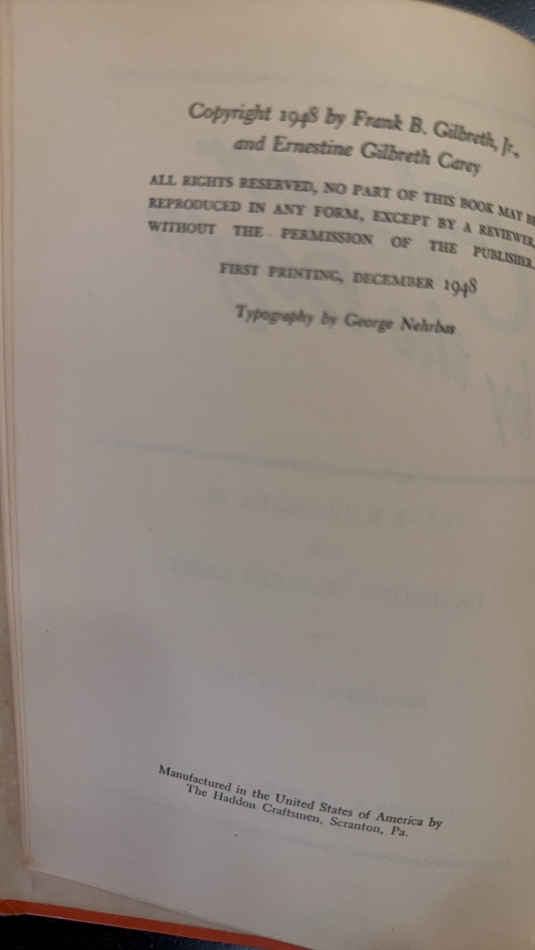 Copyright 1948 by Frank B. Gilbreth, Jr.,
and Ernestine Gilbreth Carey
ALL RIGHTS RESERVED, NO PART OF THIS BOOK MAY BE
REPRODUCED IN ANY FORM, EXCEPT BY A REVIEWER,
WITHOUT THE PERMISSION OF THE PUBLISHER.
FIRST PRINTING, DECEMBER 1948
Typography by George Nehrbas
Manufactured in the United States of America by
The Haddon Craftsmen, Scranton, Pa.